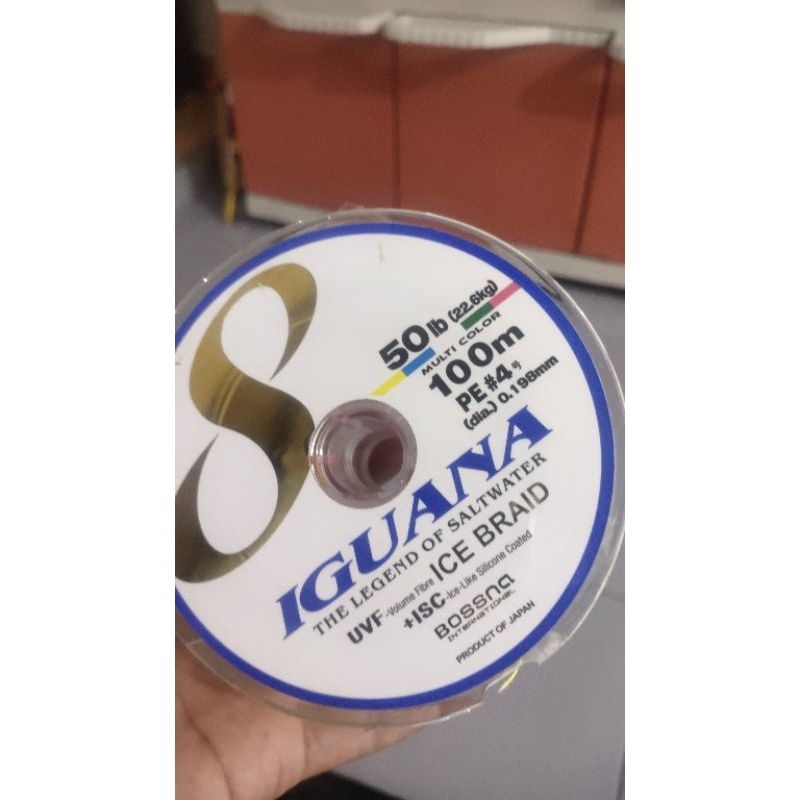 8
50lb (22.6kg)
MULTI COLOR
100m
PE#4号
(dia.) 0.198mm
IGUANA
THE LEGEND OF SALTWATER
UVF-Volume Fibre ICE BRAID
+ISC-Ice-Like Silicone Coated
BOSSNA
INTERNATIONAL
PRODUCT OF JAPAN